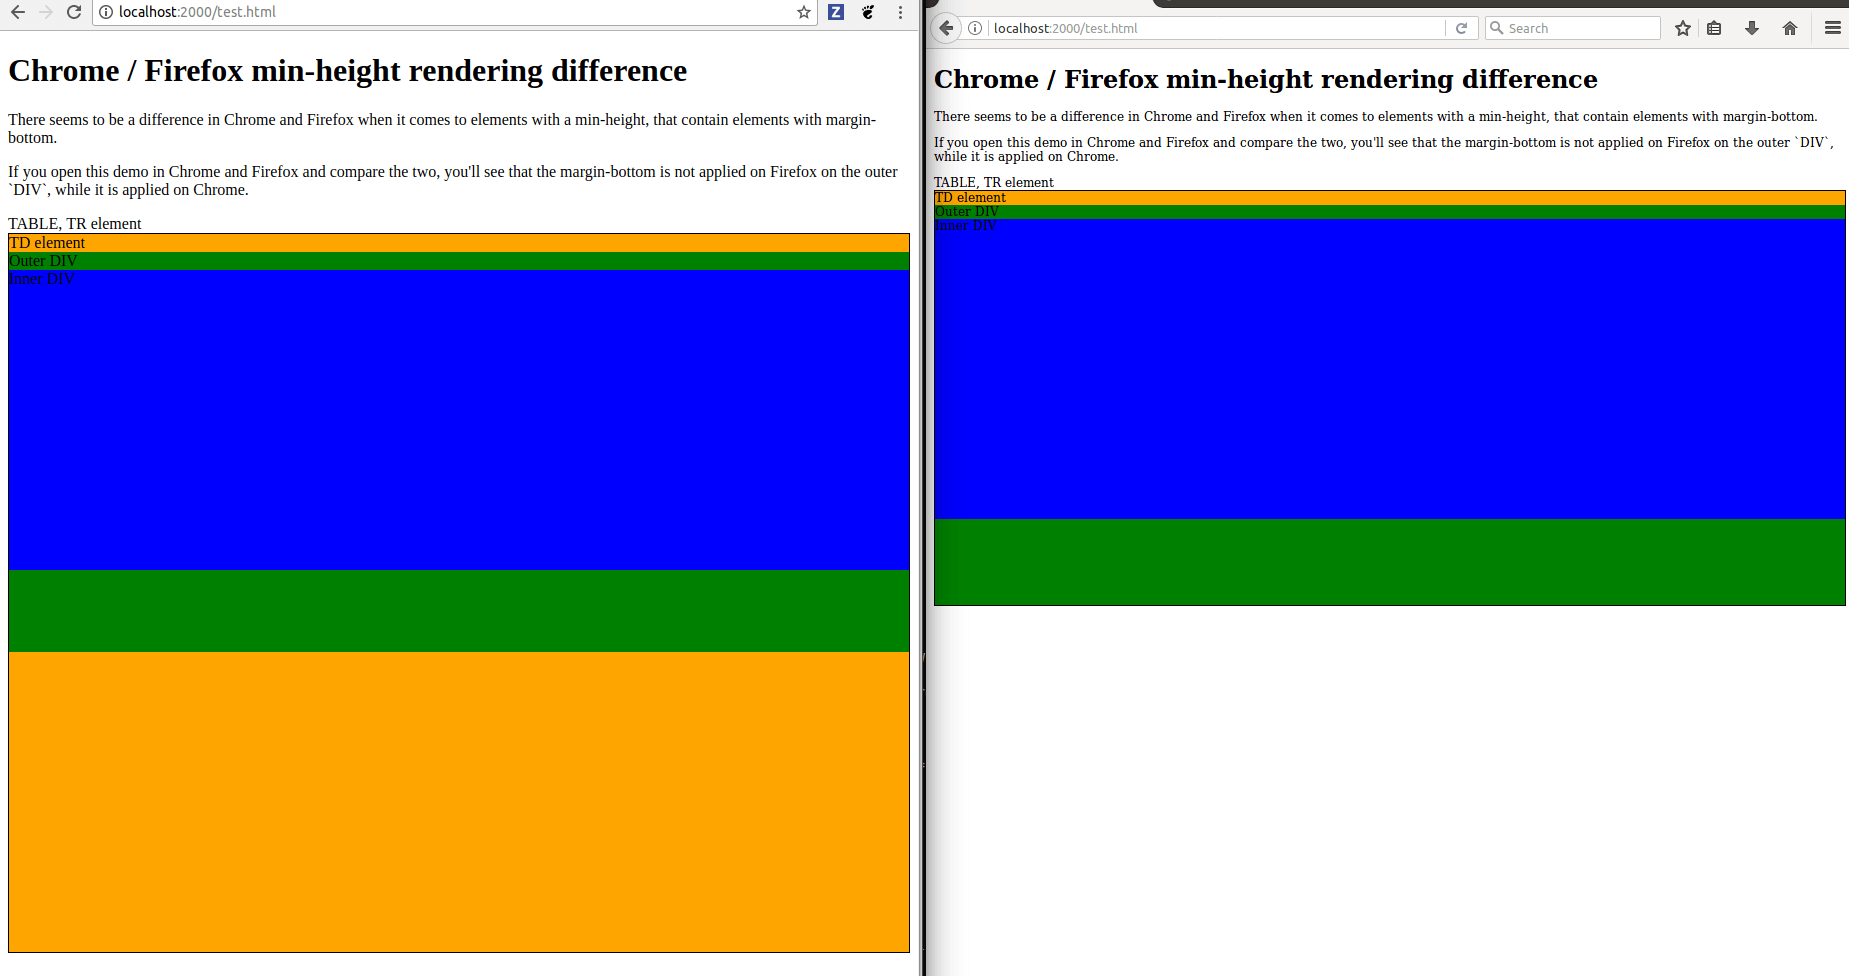 localhost:2000/test.html
Z
Chrome / Firefox min-height rendering difference
There seems to be a difference in Chrome and Firefox when it comes to elements with a min-height, that contain elements with margin-
bottom.
If you open this demo in Chrome and Firefox and compare the two, you'll see that the margin-bottom is not applied on Firefox on the outer
`DIV`, while it is applied on Chrome.
TABLE, TR element
TD element
Outer DIV
Inner DIV
localhost:2000/test.html
Search
Chrome / Firefox min-height rendering difference
There seems to be a difference in Chrome and Firefox when it comes to elements with a min-height, that contain elements with margin-bottom.
If you open this demo in Chrome and Firefox and compare the two, you'll see that the margin-bottom is not applied on Firefox on the outer `DIV`,
while it is applied on Chrome.
TABLE, TR element
TD element
Outer DIV
Inner DIV